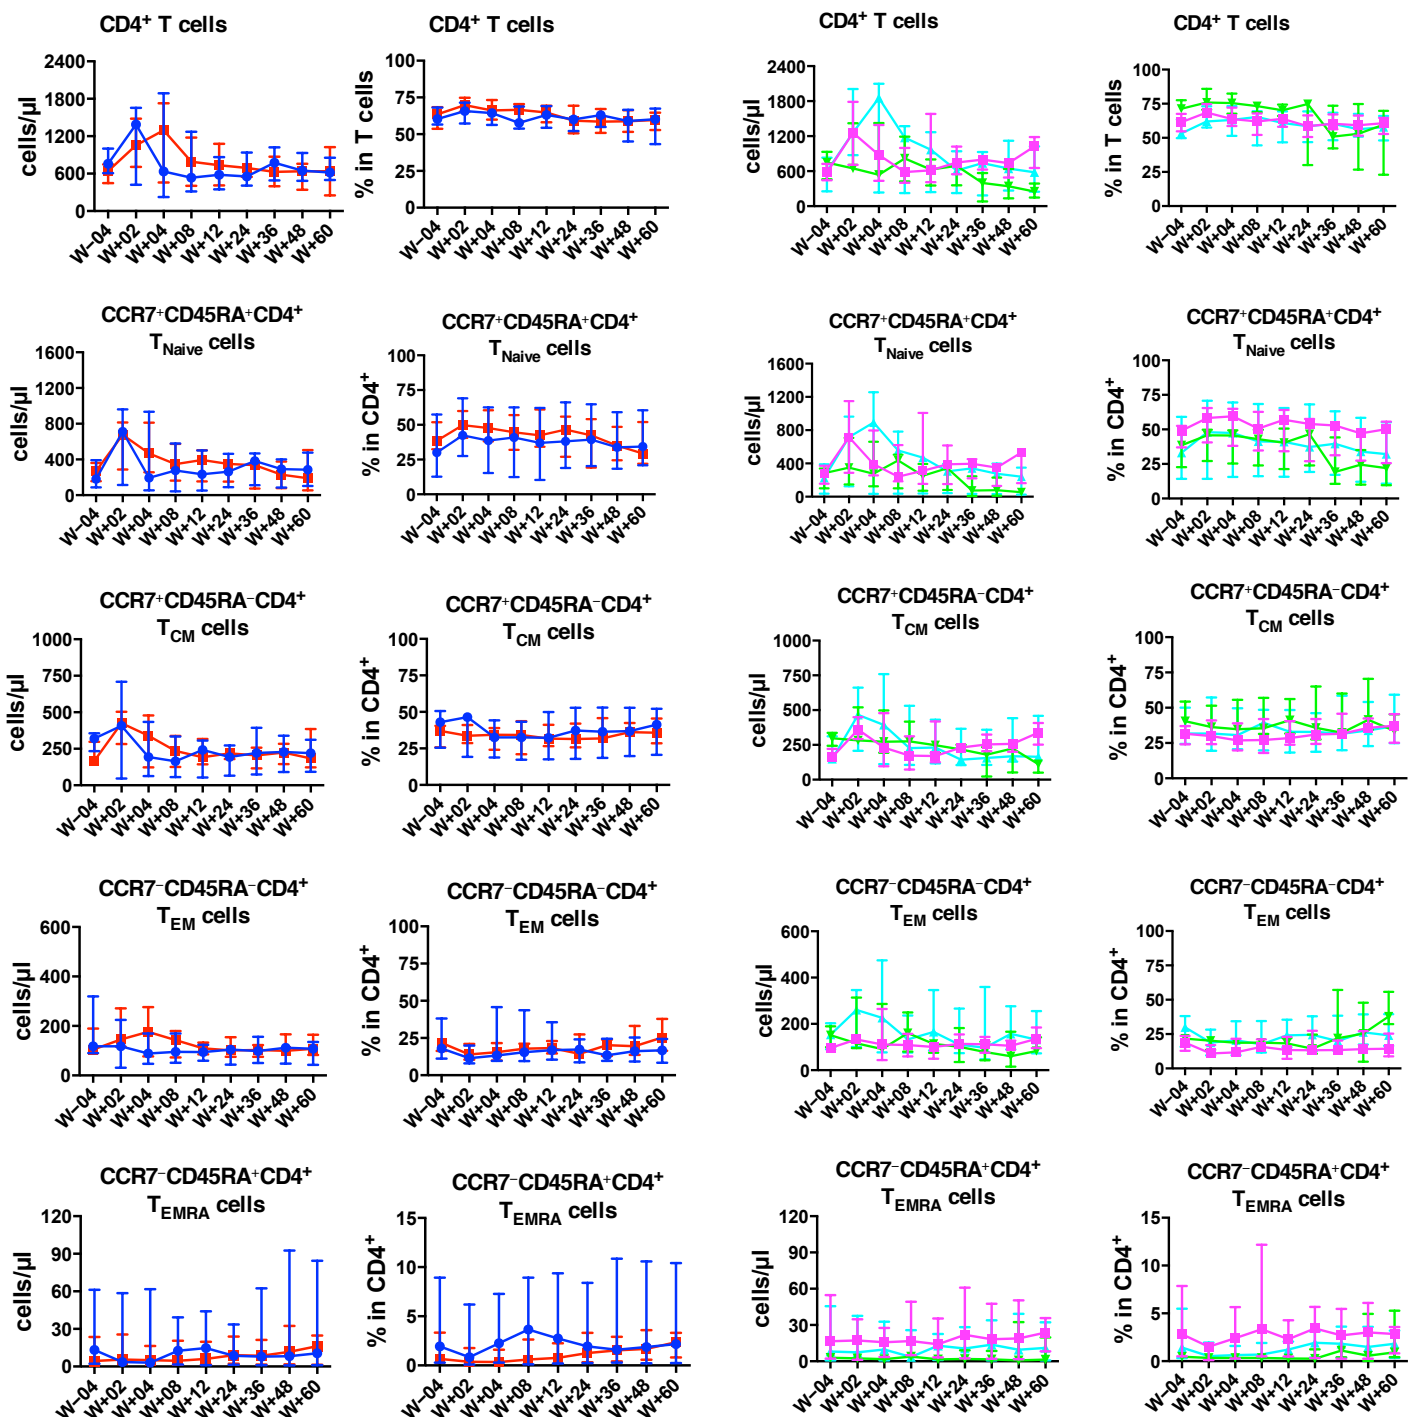 CD4⁺ T cells
cells/µl
2400
1800
1200
600
0
W−04 W+02 W+04 W+08 W+12 W+24 W+36 W+48 W+60
CD4⁺ T cells
% in T cells
100
75
50
25
0
W−04 W+02 W+04 W+08 W+12 W+24 W+36 W+48 W+60
CD4⁺ T cells
cells/µl
2400
1800
1200
600
0
W−04 W+02 W+04 W+08 W+12 W+24 W+36 W+48 W+60
CD4⁺ T cells
% in T cells
100
75
50
25
0
W−04 W+02 W+04 W+08 W+12 W+24 W+36 W+48 W+60
CCR7⁺CD45RA⁺CD4⁺
T_Naive cells
cells/µl
1600
1200
800
400
0
W−04 W+02 W+04 W+08 W+12 W+24 W+36 W+48 W+60
CCR7⁺CD45RA⁺CD4⁺
T_Naive cells
% in CD4⁺
100
75
50
25
0
W−04 W+02 W+04 W+08 W+12 W+24 W+36 W+48 W+60
CCR7⁺CD45RA⁺CD4⁺
T_Naive cells
cells/µl
1600
1200
800
400
0
W−04 W+02 W+04 W+08 W+12 W+24 W+36 W+48 W+60
CCR7⁺CD45RA⁺CD4⁺
T_Naive cells
% in CD4⁺
100
75
50
25
0
W−04 W+02 W+04 W+08 W+12 W+24 W+36 W+48 W+60
CCR7⁺CD45RA⁻CD4⁺
T_CM cells
cells/µl
1000
750
500
250
0
W−04 W+02 W+04 W+08 W+12 W+24 W+36 W+48 W+60
CCR7⁺CD45RA⁻CD4⁺
T_CM cells
% in CD4⁺
100
75
50
25
0
W−04 W+02 W+04 W+08 W+12 W+24 W+36 W+48 W+60
CCR7⁺CD45RA⁻CD4⁺
T_CM cells
cells/µl
1000
750
500
250
0
W−04 W+02 W+04 W+08 W+12 W+24 W+36 W+48 W+60
CCR7⁺CD45RA⁻CD4⁺
T_CM cells
% in CD4⁺
100
75
50
25
0
W−04 W+02 W+04 W+08 W+12 W+24 W+36 W+48 W+60
CCR7⁻CD45RA⁻CD4⁺
T_EM cells
cells/µl
600
400
200
0
W−04 W+02 W+04 W+08 W+12 W+24 W+36 W+48 W+60
CCR7⁻CD45RA⁻CD4⁺
T_EM cells
% in CD4⁺
100
75
50
25
0
W−04 W+02 W+04 W+08 W+12 W+24 W+36 W+48 W+60
CCR7⁻CD45RA⁻CD4⁺
T_EM cells
cells/µl
600
400
200
0
W−04 W+02 W+04 W+08 W+12 W+24 W+36 W+48 W+60
CCR7⁻CD45RA⁻CD4⁺
T_EM cells
% in CD4⁺
100
75
50
25
0
W−04 W+02 W+04 W+08 W+12 W+24 W+36 W+48 W+60
CCR7⁻CD45RA⁺CD4⁺
T_EMRA cells
cells/µl
120
90
60
30
0
W−04 W+02 W+04 W+08 W+12 W+24 W+36 W+48 W+60
CCR7⁻CD45RA⁺CD4⁺
T_EMRA cells
% in CD4⁺
15
10
5
0
W−04 W+02 W+04 W+08 W+12 W+24 W+36 W+48 W+60
CCR7⁻CD45RA⁺CD4⁺
T_EMRA cells
cells/µl
120
90
60
30
0
W−04 W+02 W+04 W+08 W+12 W+24 W+36 W+48 W+60
CCR7⁻CD45RA⁺CD4⁺
T_EMRA cells
% in CD4⁺
15
10
5
0
W−04 W+02 W+04 W+08 W+12 W+24 W+36 W+48 W+60